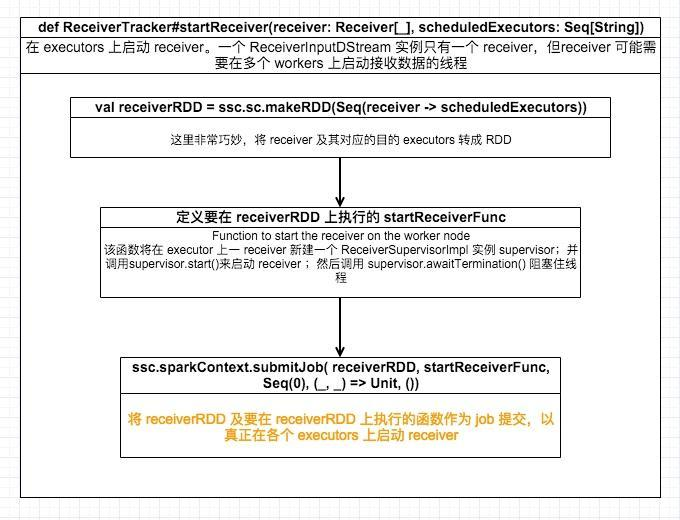 def ReceiverTracker#startReceiver(receiver: Receiver[_], scheduledExecutors: Seq[String])
在 executors 上启动 receiver。一个 ReceiverInputDStream 实例只有一个 receiver，但receiver 可能需
要在多个 workers 上启动接收数据的线程
val receiverRDD = ssc.sc.makeRDD(Seq(receiver -> scheduledExecutors))
这里非常巧妙，将 receiver 及其对应的目的 executors 转成 RDD
定义要在 receiverRDD 上执行的 startReceiverFunc
Function to start the receiver on the worker node
该函数将在 executor 上一 receiver 新建一个 ReceiverSupervisorImpl 实例 supervisor；并
调用supervisor.start()来启动 receiver ；然后调用 supervisor.awaitTermination() 阻塞住线
程
ssc.sparkContext.submitJob( receiverRDD, startReceiverFunc,
Seq(0), (_, _) => Unit, ())
将 receiverRDD 及要在 receiverRDD 上执行的函数作为 job 提交，以
真正在各个 executors 上启动 receiver